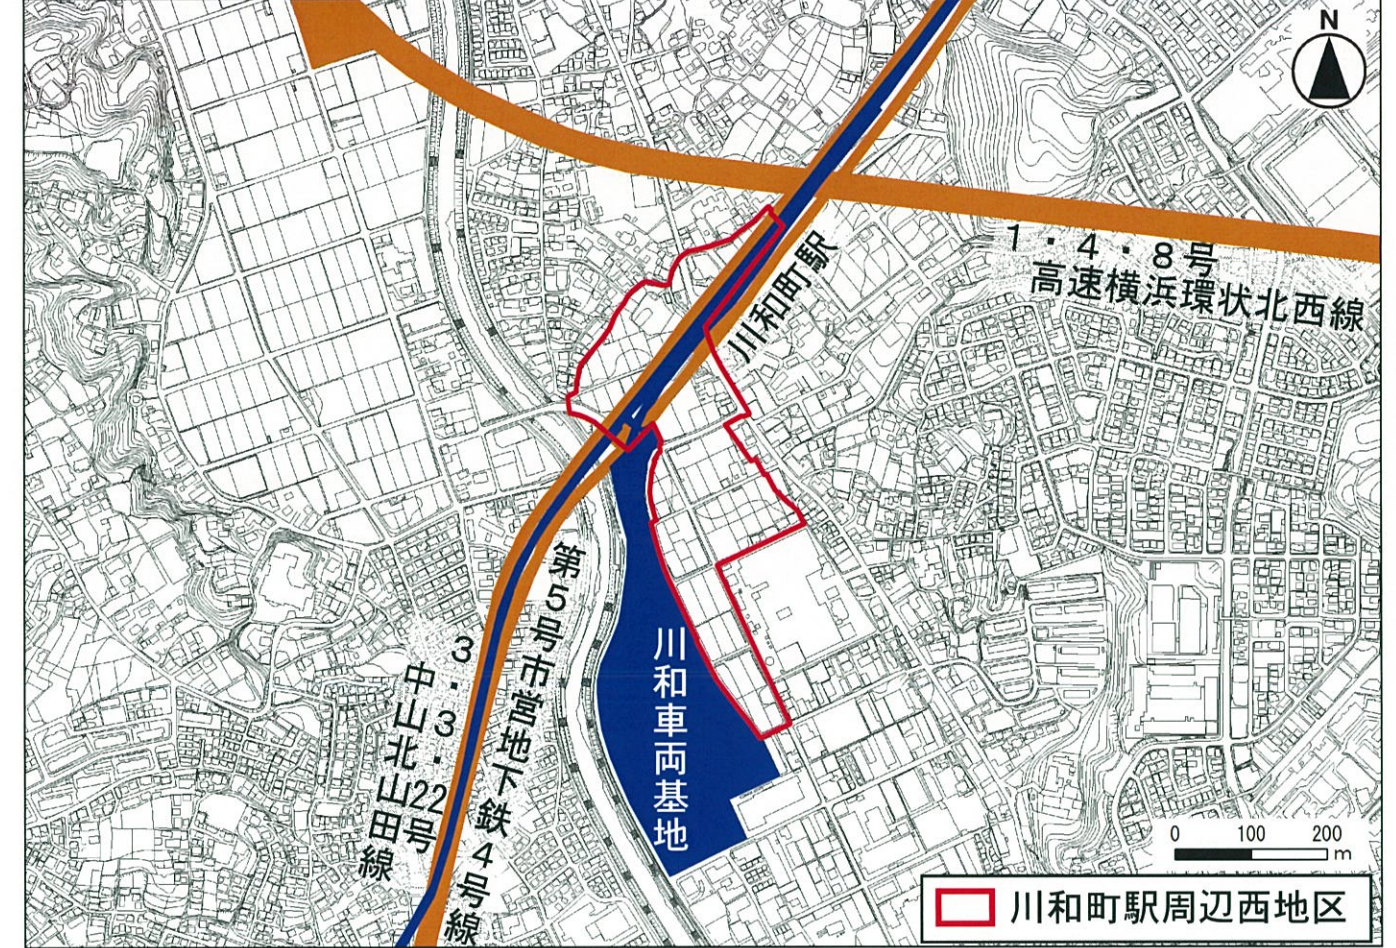 N
1・4・8号
高速横浜環状北西線
川和町駅
第5号市営地下鉄4号線
3・3・22号
中山北山田線
川和車両基地
0 100 200
m
川和町駅周辺西地区